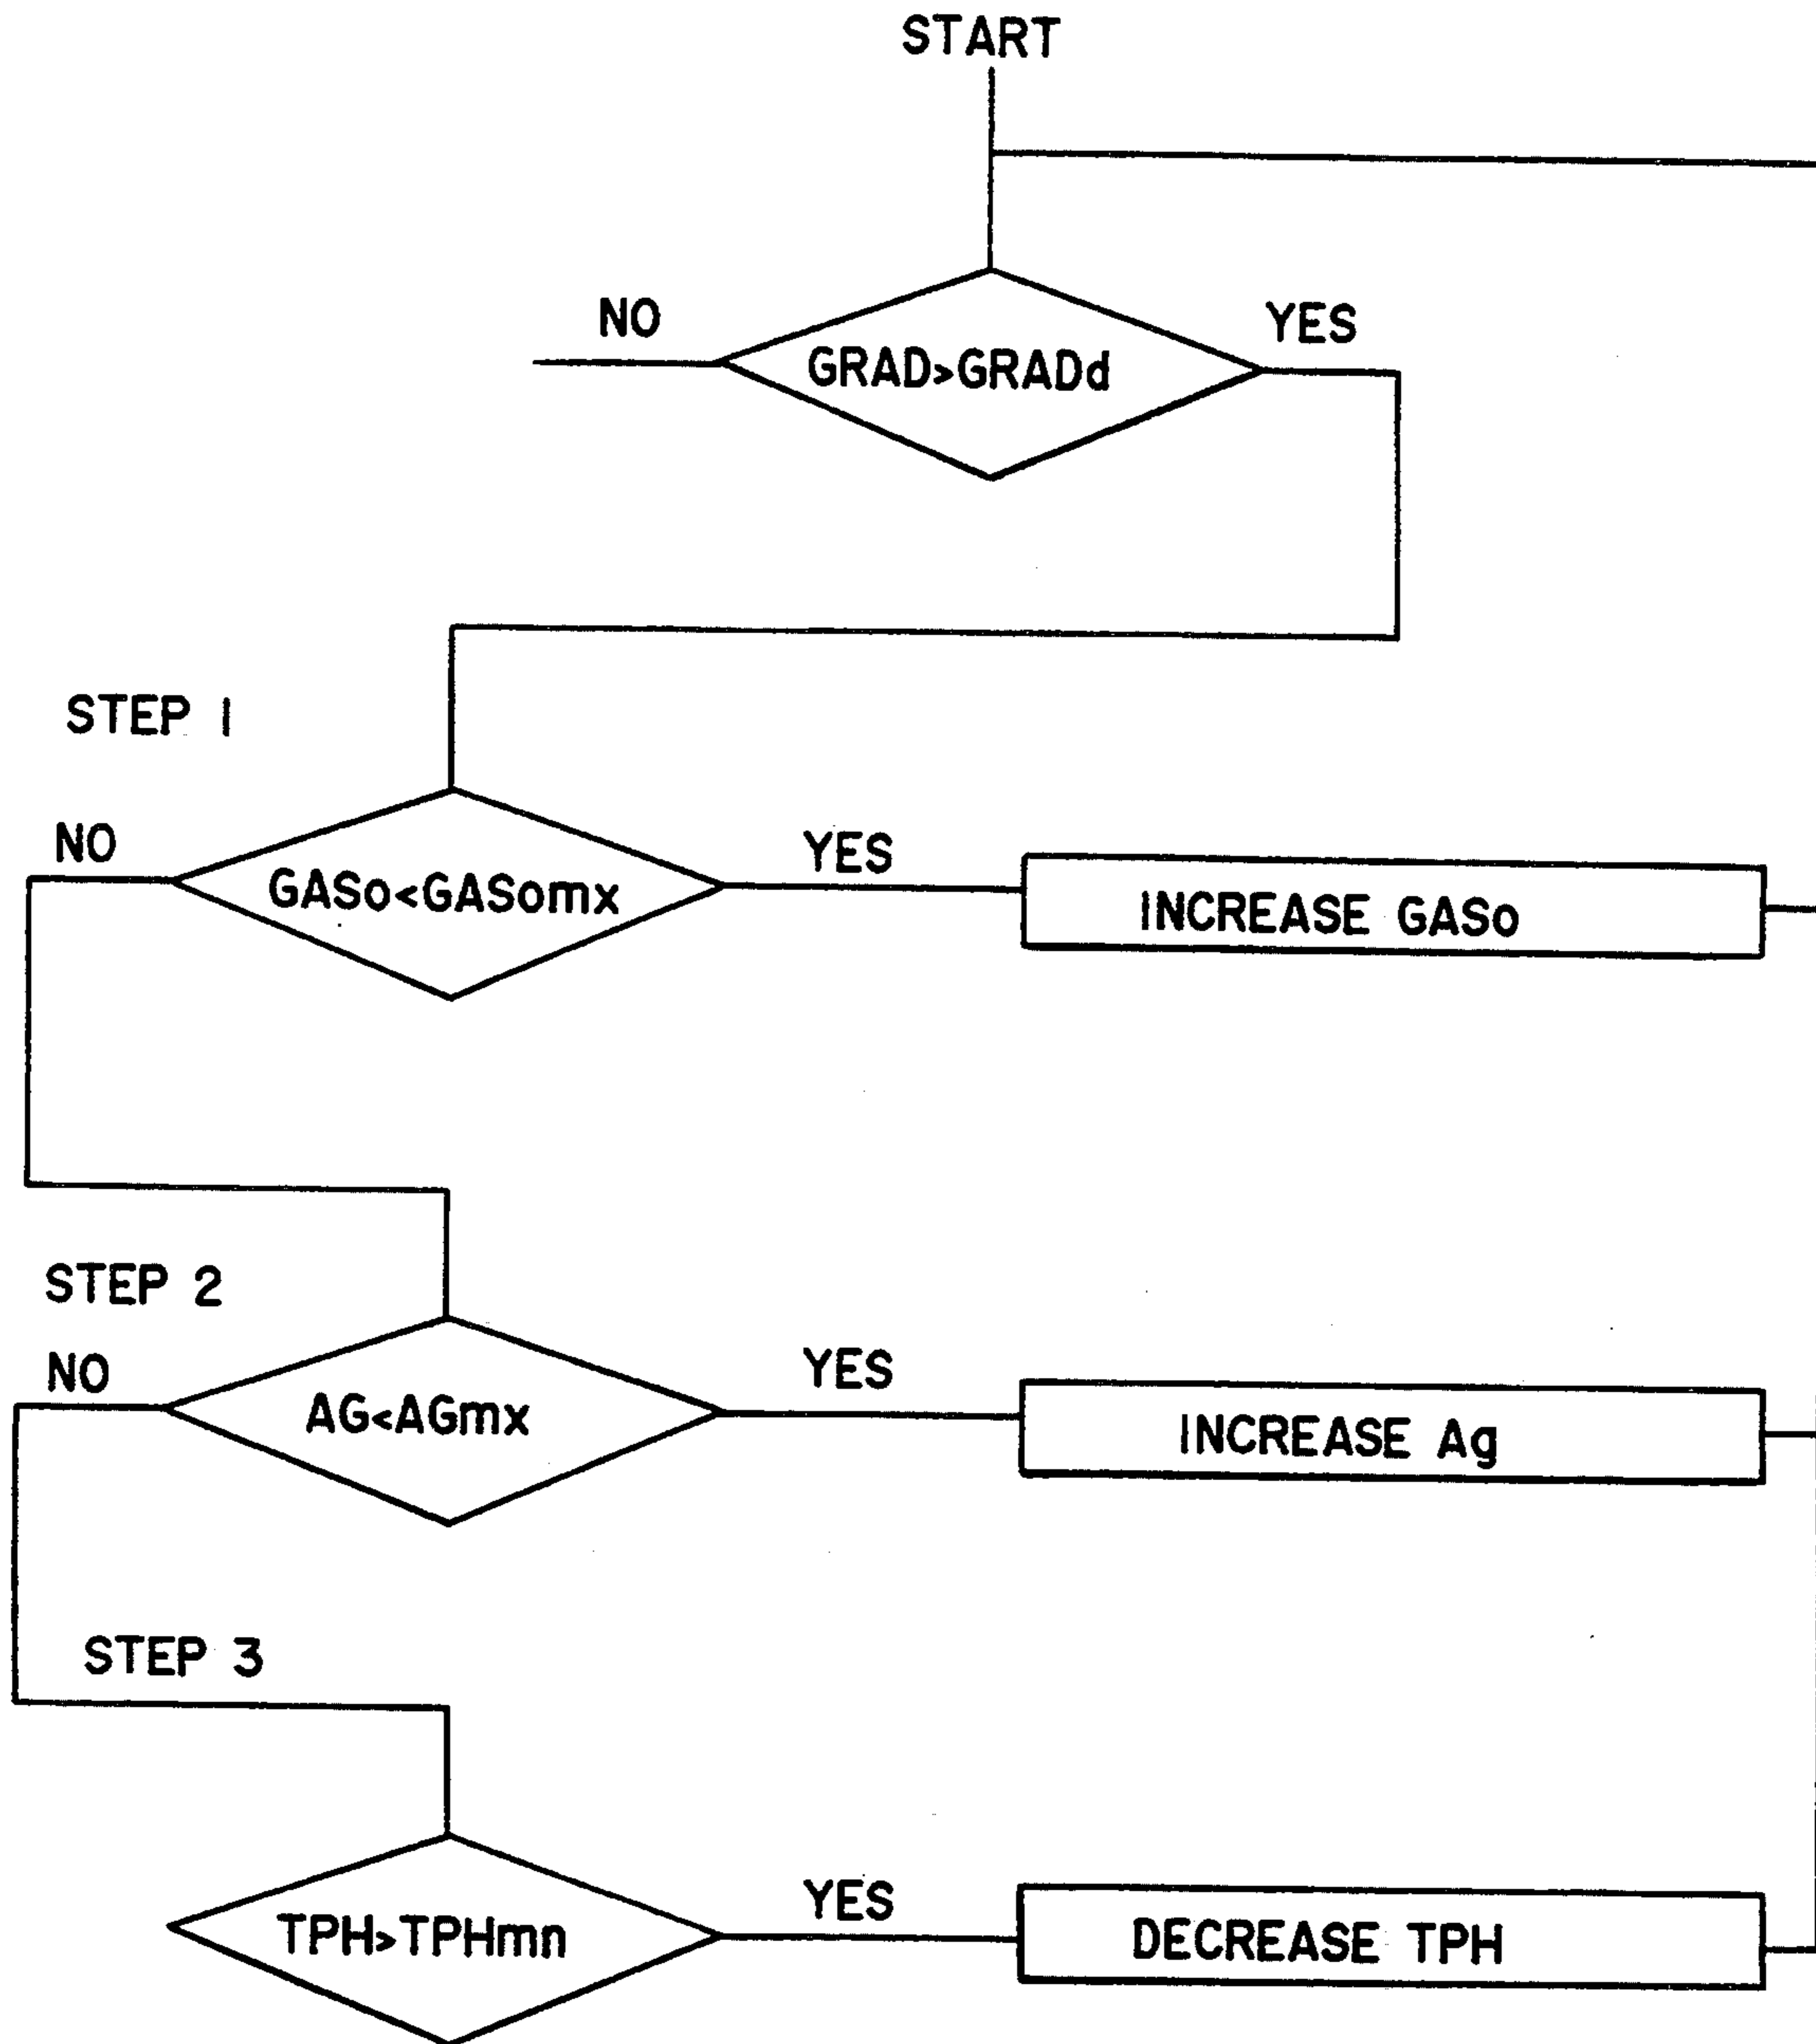 START
NO
YES
GRAD>GRADd
STEP 1
NO
YES
GASo<GASomx
INCREASE GASo
STEP 2
NO
YES
AG<AGmx
INCREASE Ag
STEP 3
YES
TPH>TPHmn
DECREASE TPH